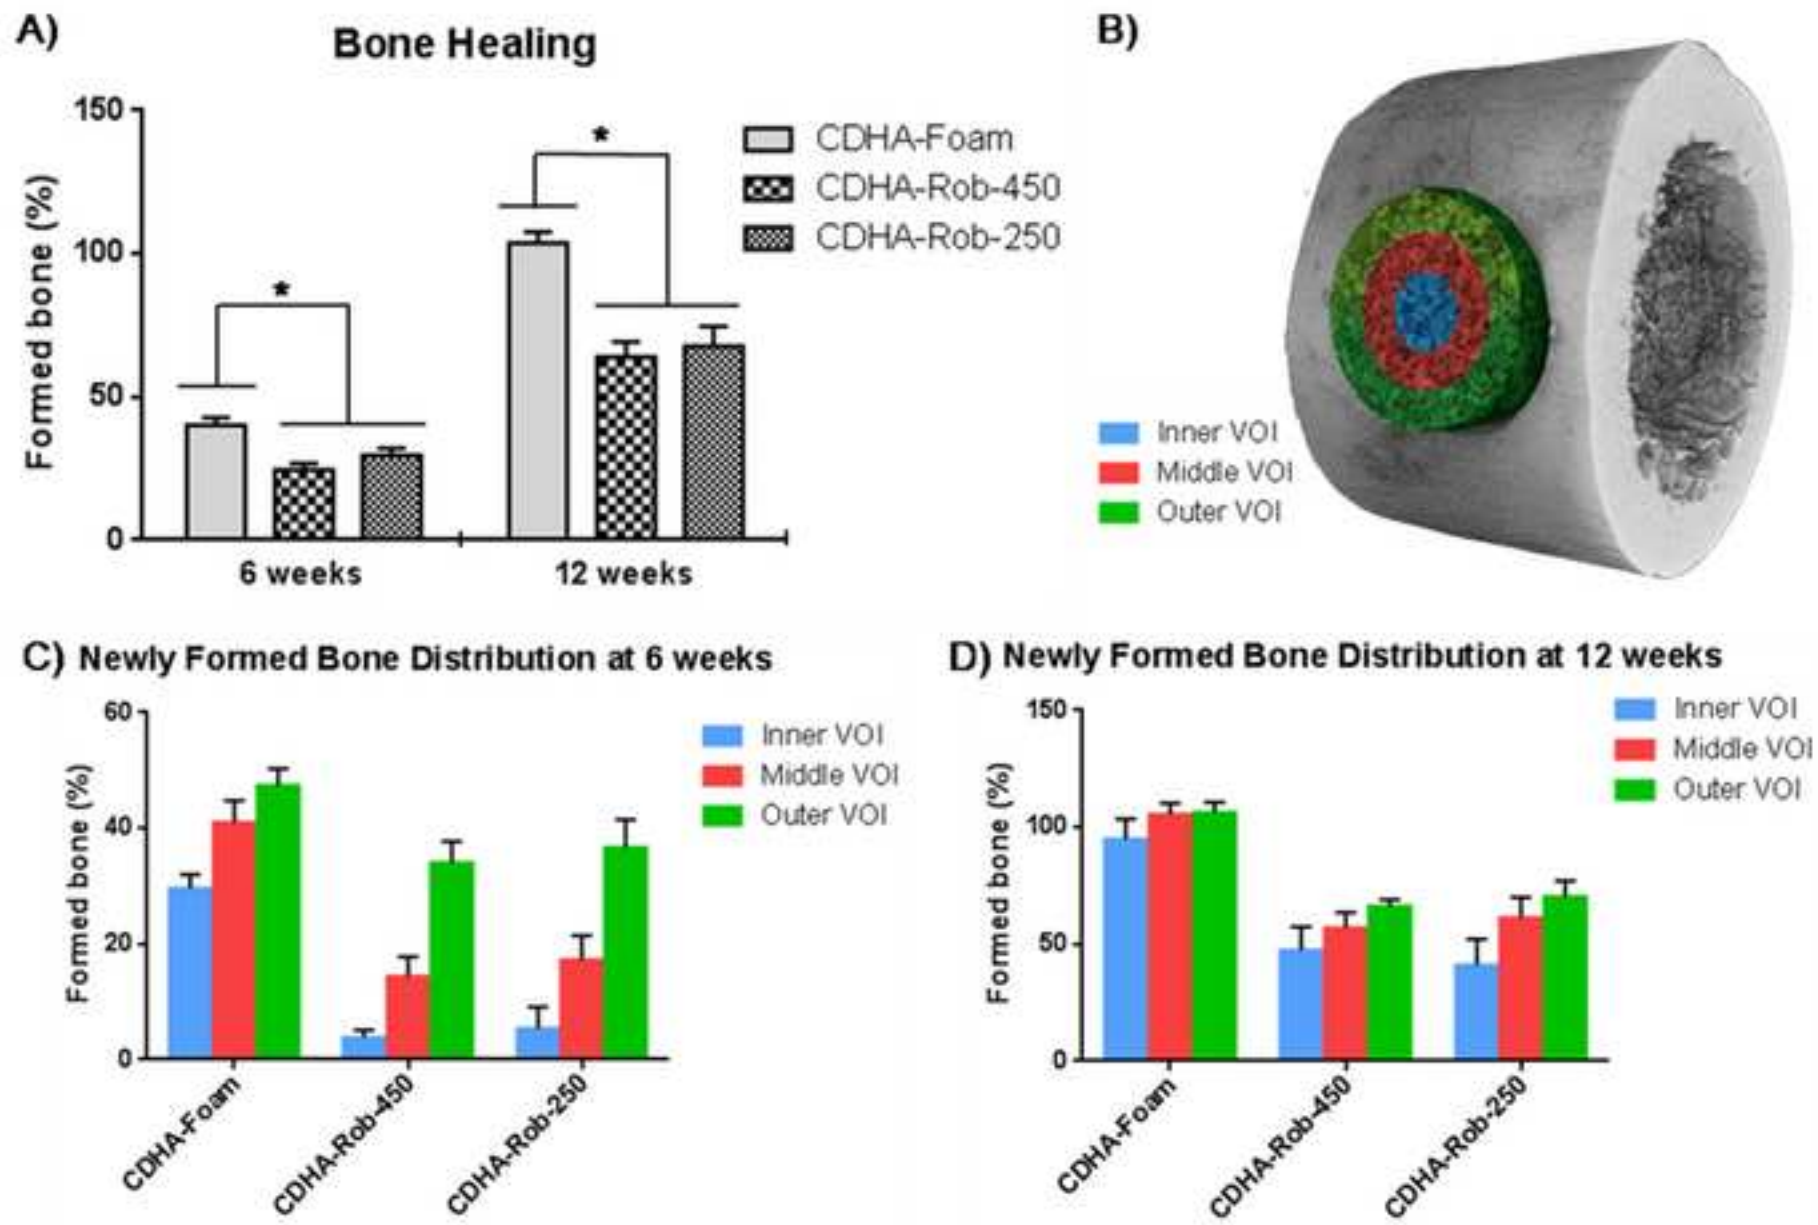 A)
Bone Healing
Formed bone (%)
150
100
50
0
*
*
6 weeks
12 weeks
CDHA-Foam
CDHA-Rob-450
CDHA-Rob-250
B)
Inner VOI
Middle VOI
Outer VOI
C) Newly Formed Bone Distribution at 6 weeks
Formed bone (%)
60
40
20
0
CDHA-Foam
CDHA-Rob-450
CDHA-Rob-250
Inner VOI
Middle VOI
Outer VOI
D) Newly Formed Bone Distribution at 12 weeks
Formed bone (%)
150
100
50
0
CDHA-Foam
CDHA-Rob-450
CDHA-Rob-250
Inner VOI
Middle VOI
Outer VOI